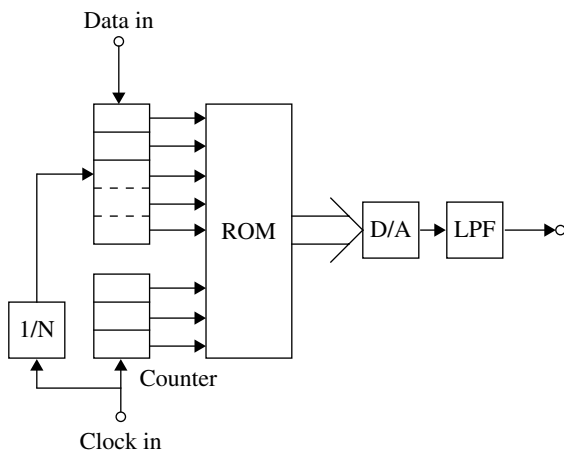 Data in
ROM
D/A
LPF
1/N
Counter
Clock in